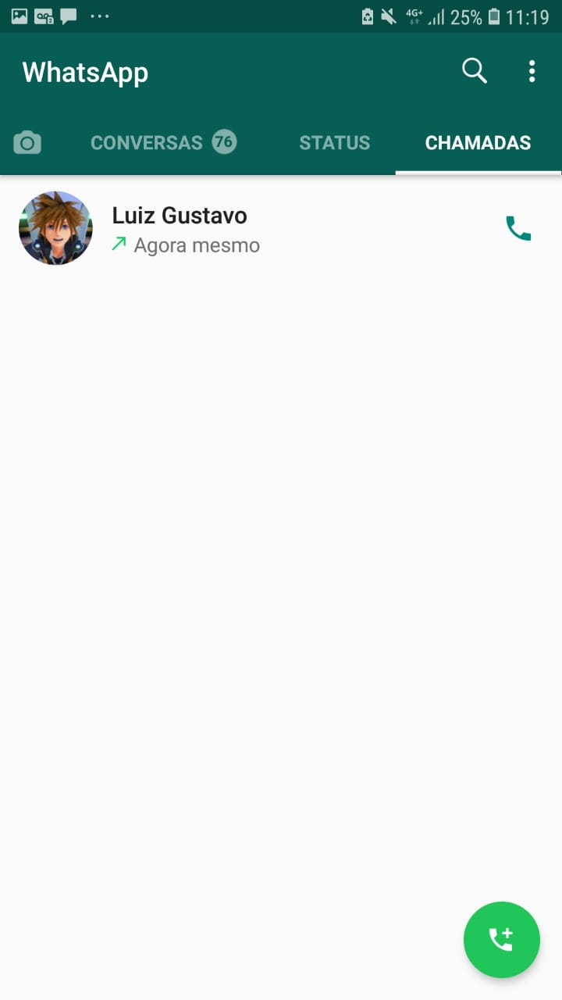 4G+ 25% 11:19
WhatsApp
CONVERSAS 76 STATUS CHAMADAS
Luiz Gustavo
Agora mesmo